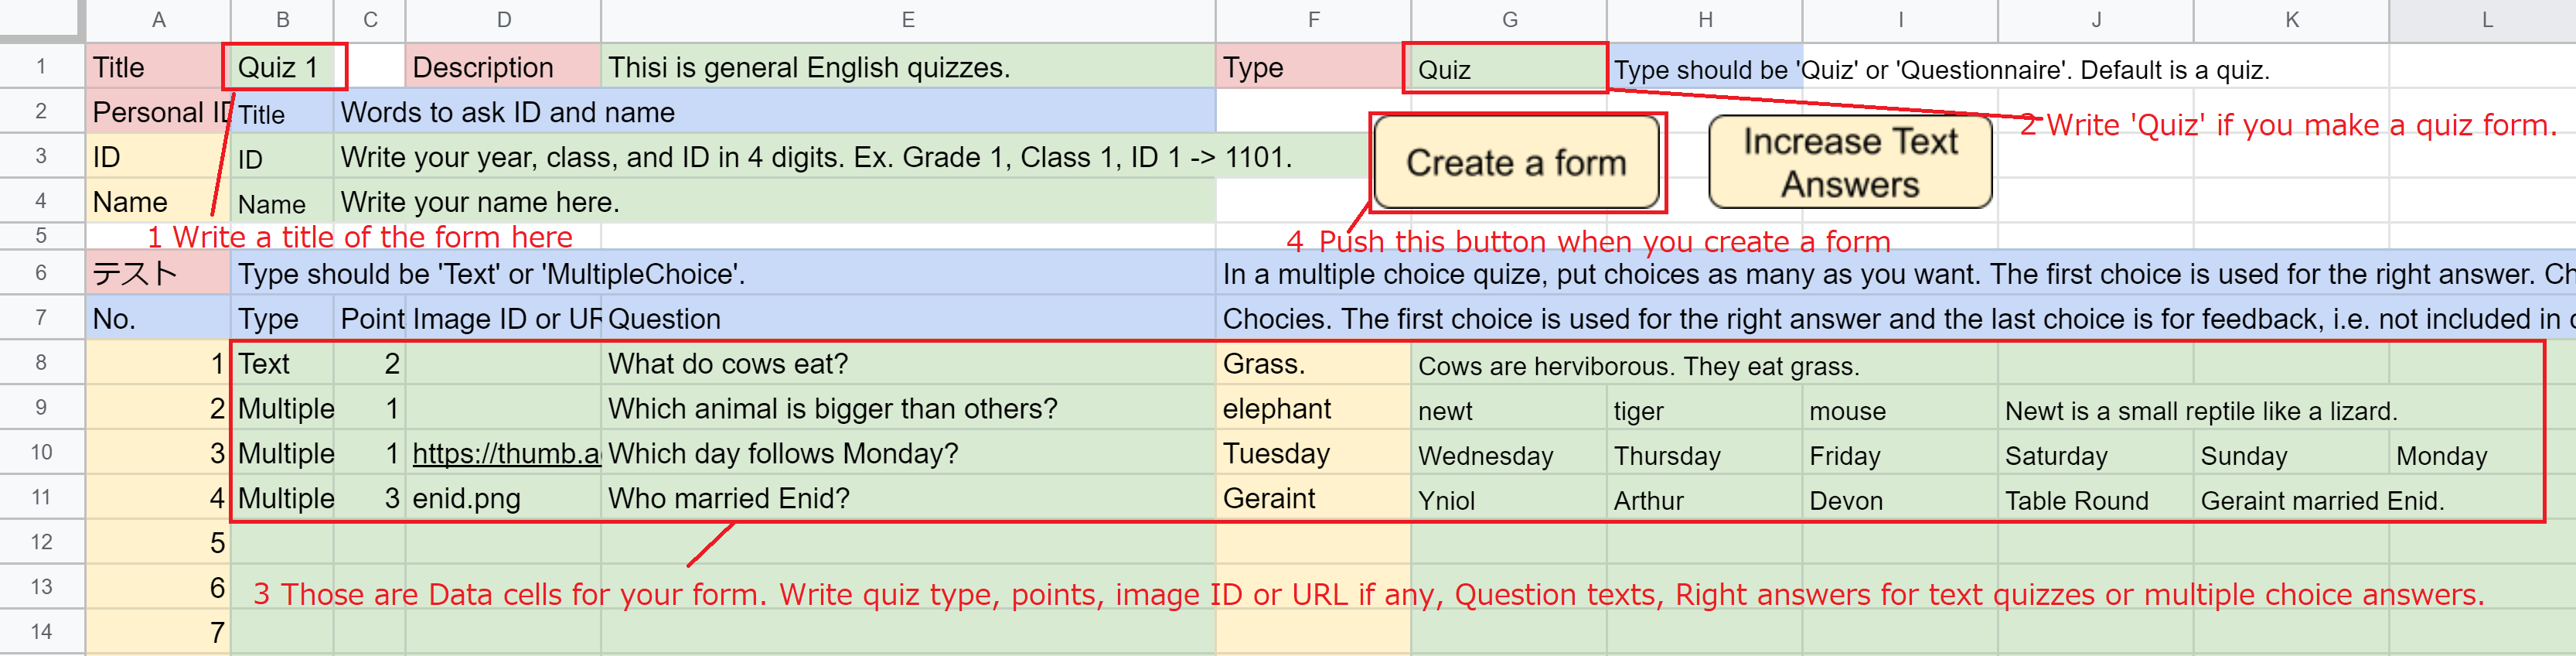 A B C D E F G H I J K L
1 Title Quiz 1 Description Thisi is general English quizzes. Type Quiz Type should be 'Quiz' or 'Questionnaire'. Default is a quiz.
2 Personal ID Title Words to ask ID and name
2 Write 'Quiz' if you make a quiz form.
3 ID ID Write your year, class, and ID in 4 digits. Ex. Grade 1, Class 1, ID 1 -> 1101.
Create a form
Increase Text
Answers
4 Name Name Write your name here.
5
1 Write a title of the form here
4 Push this button when you create a form
6 テスト Type should be 'Text' or 'MultipleChoice'. In a multiple choice quize, put choices as many as you want. The first choice is used for the right answer. Ch
7 No. Type Point Image ID or UR Question Chocies. The first choice is used for the right answer and the last choice is for feedback, i.e. not included in c
8 1 Text 2 What do cows eat? Grass. Cows are herviborous. They eat grass.
9 2 Multiple 1 Which animal is bigger than others? elephant newt tiger mouse Newt is a small reptile like a lizard.
10 3 Multiple 1 https://thumb.a Which day follows Monday? Tuesday Wednesday Thursday Friday Saturday Sunday Monday
11 4 Multiple 3 enid.png Who married Enid? Geraint Yniol Arthur Devon Table Round Geraint married Enid.
12 5
13 6
3 Those are Data cells for your form. Write quiz type, points, image ID or URL if any, Question texts, Right answers for text quizzes or multiple choice answers.
14 7